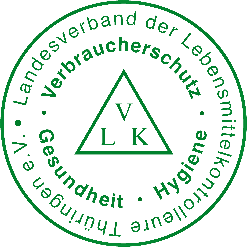 Landesverband der Lebensmittelkontrolleure Thüringen e.V. •
• Verbraucherschutz •
Gesundheit • Hygiene
V
L K